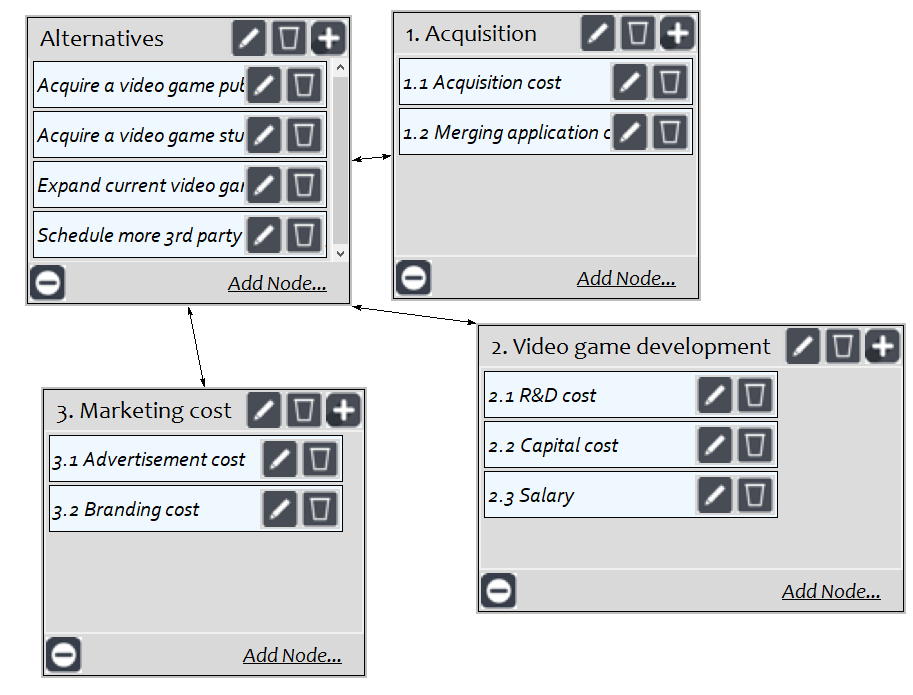 Alternatives
Acquire a video game
Acquire a video game
Expand current video
Schedule more 3rd party
Add Node...
1. Acquisition
1.1 Acquisition cost
1.2 Merging application
Add Node...
2. Video game development
2.1 R&D cost
2.2 Capital cost
2.3 Salary
Add Node...
3. Marketing cost
3.1 Advertisement cost
3.2 Branding cost
Add Node...